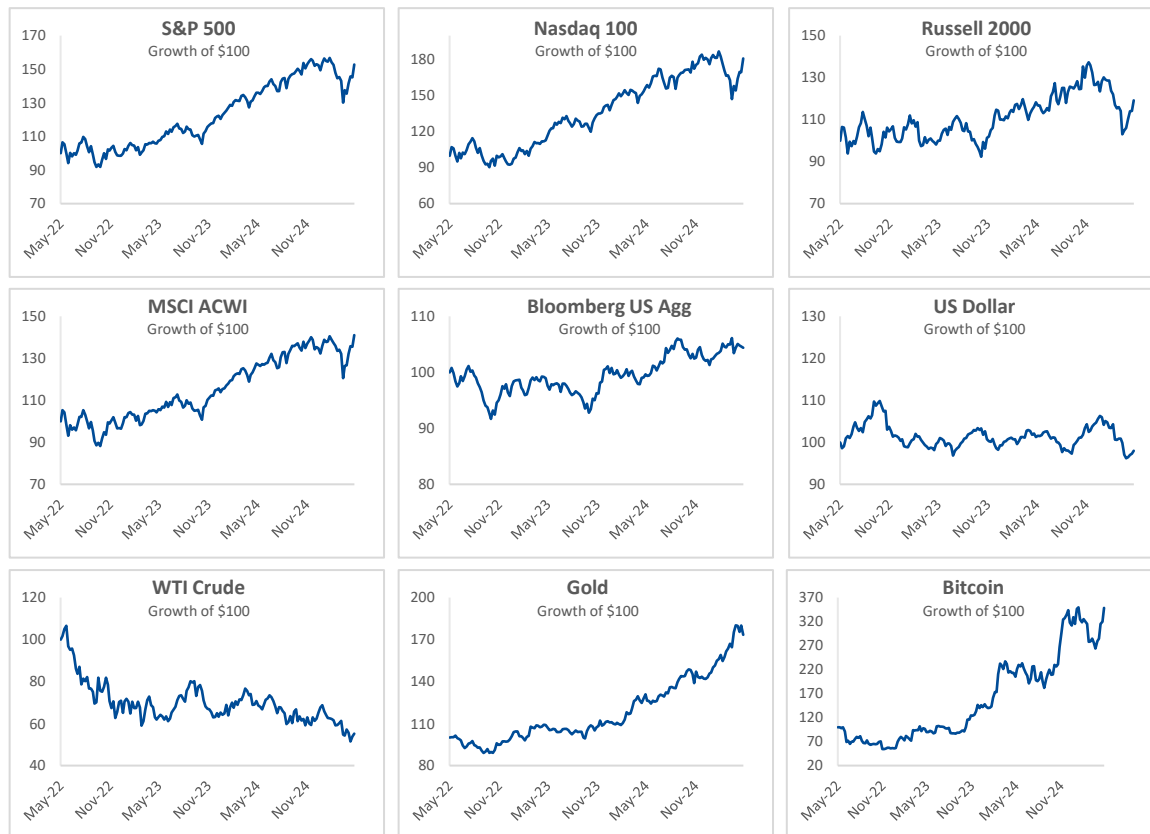 S&P 500
Growth of $100
170
150
130
110
90
70
May-22
Nov-22
May-23
Nov-23
May-24
Nov-24
Nasdaq 100
Growth of $100
180
150
120
90
60
May-22
Nov-22
May-23
Nov-23
May-24
Nov-24
Russell 2000
Growth of $100
150
130
110
90
70
May-22
Nov-22
May-23
Nov-23
May-24
Nov-24
MSCI ACWI
Growth of $100
150
130
110
90
70
May-22
Nov-22
May-23
Nov-23
May-24
Nov-24
Bloomberg US Agg
Growth of $100
110
100
90
80
May-22
Nov-22
May-23
Nov-23
May-24
Nov-24
US Dollar
Growth of $100
130
120
110
100
90
May-22
Nov-22
May-23
Nov-23
May-24
Nov-24
WTI Crude
Growth of $100
120
100
80
60
40
May-22
Nov-22
May-23
Nov-23
May-24
Nov-24
Gold
Growth of $100
200
170
140
110
80
May-22
Nov-22
May-23
Nov-23
May-24
Nov-24
Bitcoin
Growth of $100
370
320
270
220
170
120
70
20
May-22
Nov-22
May-23
Nov-23
May-24
Nov-24